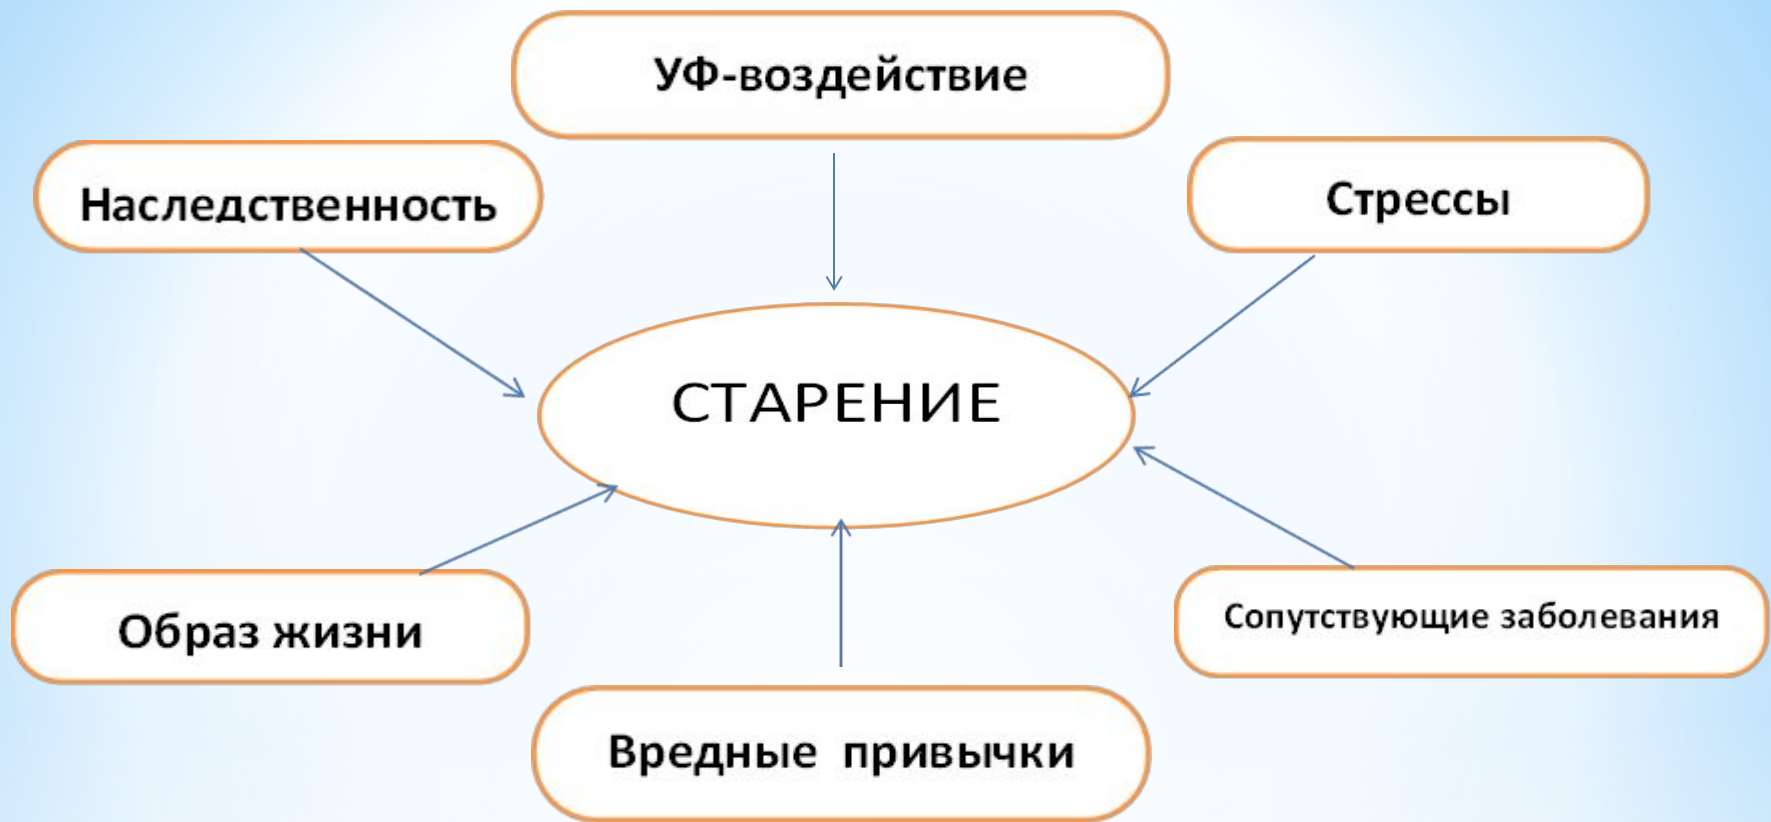 УФ-воздействие
Наследственность
Стрессы
СТАРЕНИЕ
Образ жизни
Сопутствующие заболевания
Вредные привычки